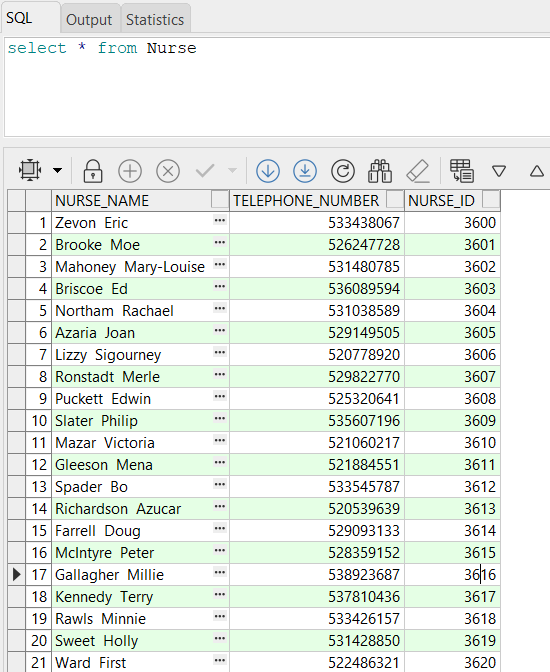 SQL Output Statistics
select * from Nurse
NURSE_NAME TELEPHONE_NUMBER NURSE_ID
1 Zevon Eric ... 533438067 3600
2 Brooke Moe ... 526247728 3601
3 Mahoney Mary-Louise ... 531480785 3602
4 Briscoe Ed ... 536089594 3603
5 Northam Rachael ... 531038589 3604
6 Azaria Joan ... 529149505 3605
7 Lizzy Sigourney ... 520778920 3606
8 Ronstadt Merle ... 529822770 3607
9 Puckett Edwin ... 525320641 3608
10 Slater Philip ... 535607196 3609
11 Mazar Victoria ... 521060217 3610
12 Gleeson Mena ... 521884551 3611
13 Spader Bo ... 533545787 3612
14 Richardson Azucar ... 520539639 3613
15 Farrell Doug ... 529093133 3614
16 McIntyre Peter ... 528359152 3615
17 Gallagher Millie ... 538923687 3616
18 Kennedy Terry ... 537810436 3617
19 Rawls Minnie ... 533426157 3618
20 Sweet Holly ... 531428850 3619
21 Ward First ... 522486321 3620